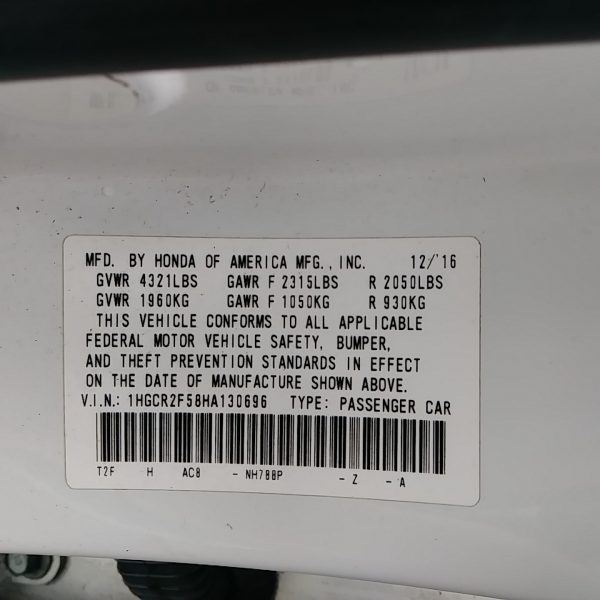 MFD. BY HONDA OF AMERICA MFG., INC. 12/'16
GVWR 4321LBS GAWR F 2315LBS R 2050LBS
GVWR 1960KG GAWR F 1050KG R 930KG
THIS VEHICLE CONFORMS TO ALL APPLICABLE
FEDERAL MOTOR VEHICLE SAFETY, BUMPER,
AND THEFT PREVENTION STANDARDS IN EFFECT
ON THE DATE OF MANUFACTURE SHOWN ABOVE.
V.I.N.: 1HGCR2F58HA130696 TYPE: PASSENGER CAR
T2F H AC8 - NH788P - Z - A